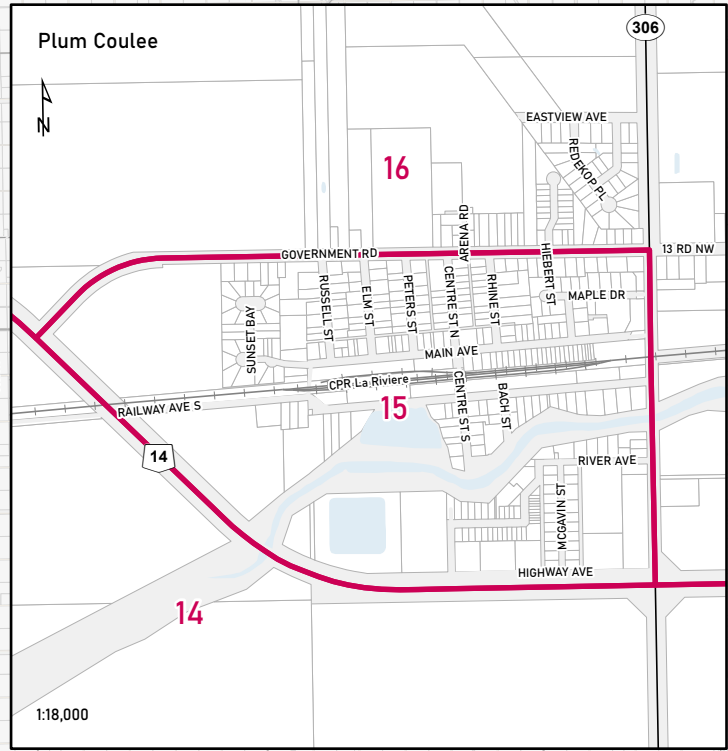 Plum Coulee
306
N
EASTVIEW AVE
REDEKOP PL
16
ARENA RD
GOVERNMENT RD
13 RD NW
HIEBERT ST
RUSSELL ST
ELM ST
PETERS ST
CENTRE ST N
RHINE ST
MAPLE DR
SUNSET BAY
MAIN AVE
CPR La Riviere
RAILWAY AVE S
15
CENTRE ST S
BACH ST
14
RIVER AVE
MCGAVIN ST
HIGHWAY AVE
14
1:18,000